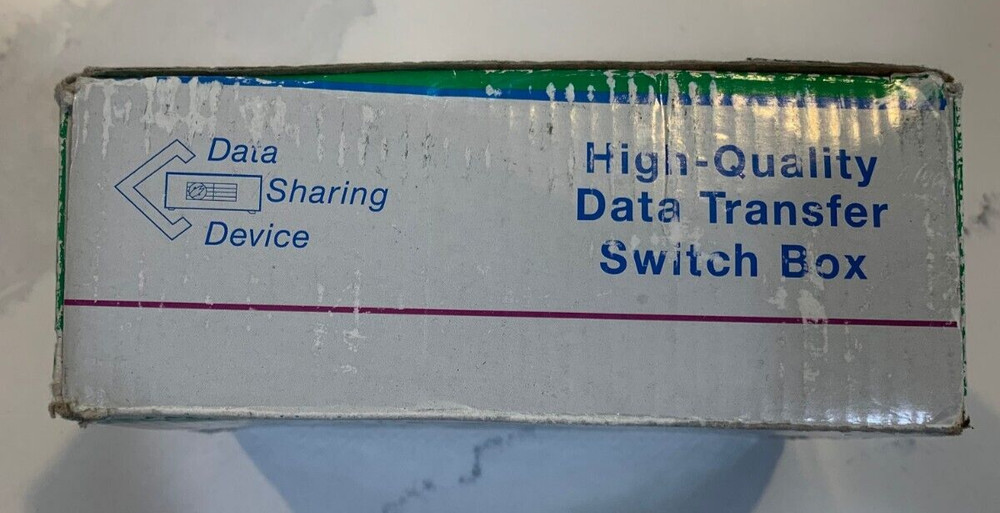 Data
Sharing
Device
High-Quality
Data Transfer
Switch Box